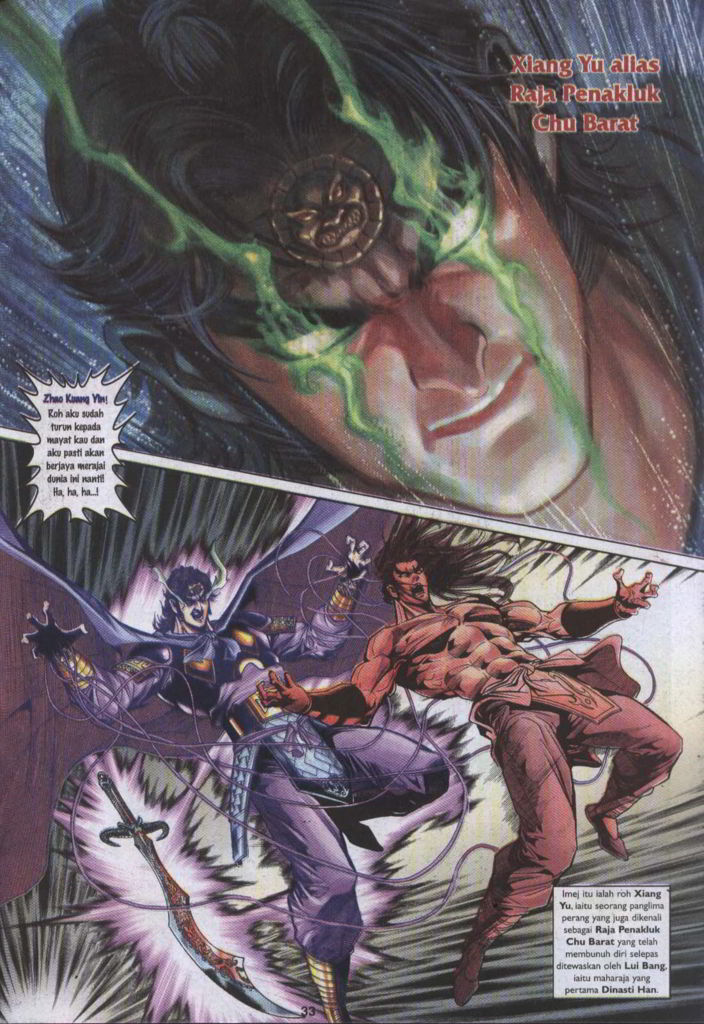 Xiang Yu alias
Raja Penakluk
Chu Barat
Zhao Kuang Yin!
Roh aku sudah
turun kepada
mayat kau dan
aku pasti akan
berjaya merajai
dunia ini nanti!!
Ha, ha, ha...!
Imej itu ialah roh Xiang
Yu, iaitu seorang panglima
perang yang juga dikenali
sebagai Raja Penakluk
Chu Barat yang telah
membunuh diri selepas
ditewaskan oleh Lui Bang,
iaitu maharaja yang
pertama Dinasti Han.
33